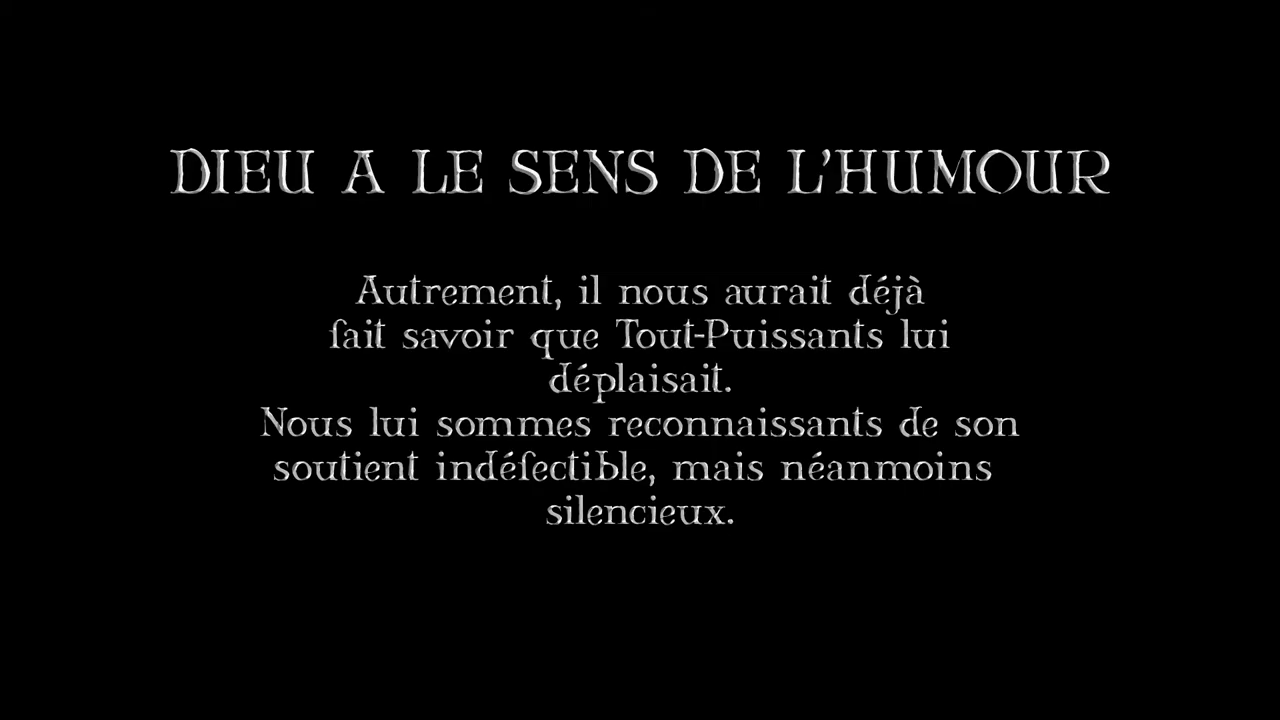 DIEU A LE SENS DE L'HUMOUR
Autrement, il nous aurait déjà
fait savoir que Tout-Puissants lui
déplaisait.
Nous lui sommes reconnaissants de son
soutient indéfectible, mais néanmoins
silencieux.